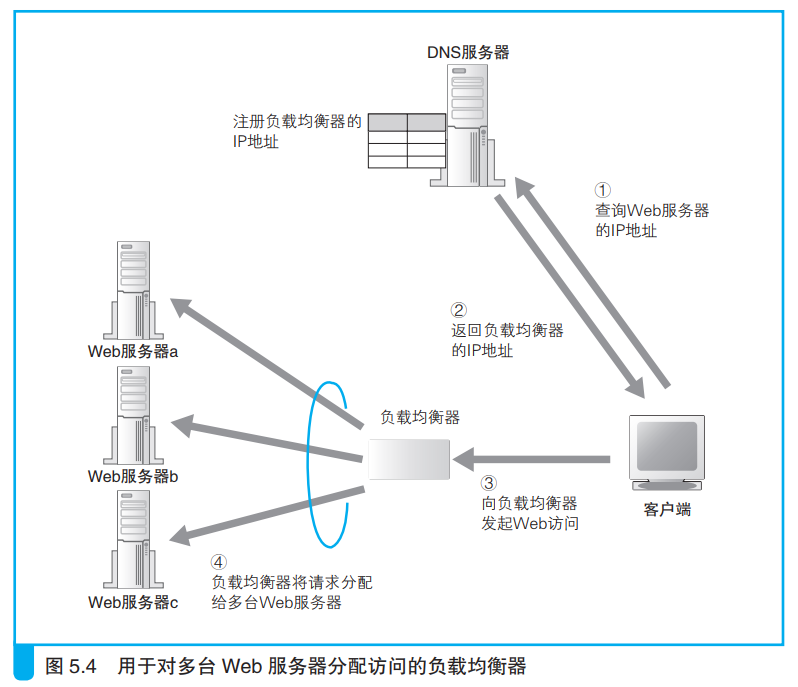 DNS服务器
注册负载均衡器的
IP地址
①
查询Web服务器
的IP地址
②
返回负载均衡器
的IP地址
Web服务器a
负载均衡器
Web服务器b
③
向负载均衡器
发起Web访问
客户端
④
负载均衡器将请求分配
给多台Web服务器
Web服务器c
图 5.4 用于对多台 Web 服务器分配访问的负载均衡器